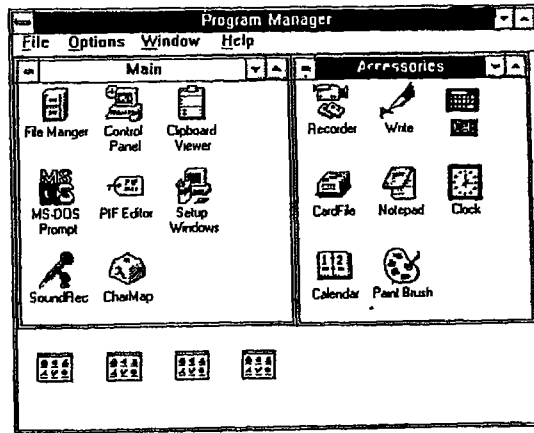 Program Manager
File Options Window Help
Main
Accessories
File Manger
Control Panel
Clipboard Viewer
Recorder
Write
MS-DOS Prompt
PIF Editor
Setup Windows
CardFile
Notepad
Clock
SoundRec
CharMap
Calendar
Paint Brush